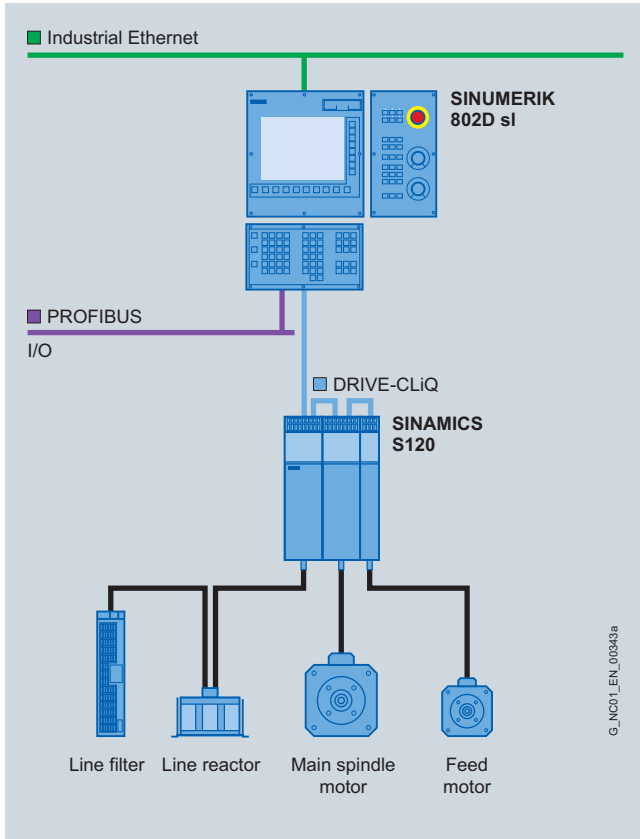 Industrial Ethernet
SINUMERIK
802D sl
PROFIBUS
I/O
DRIVE-CLiQ
SINAMICS
S120
Line filter
Line reactor
Main spindle
motor
Feed
motor
G_NC01_EN_00343a